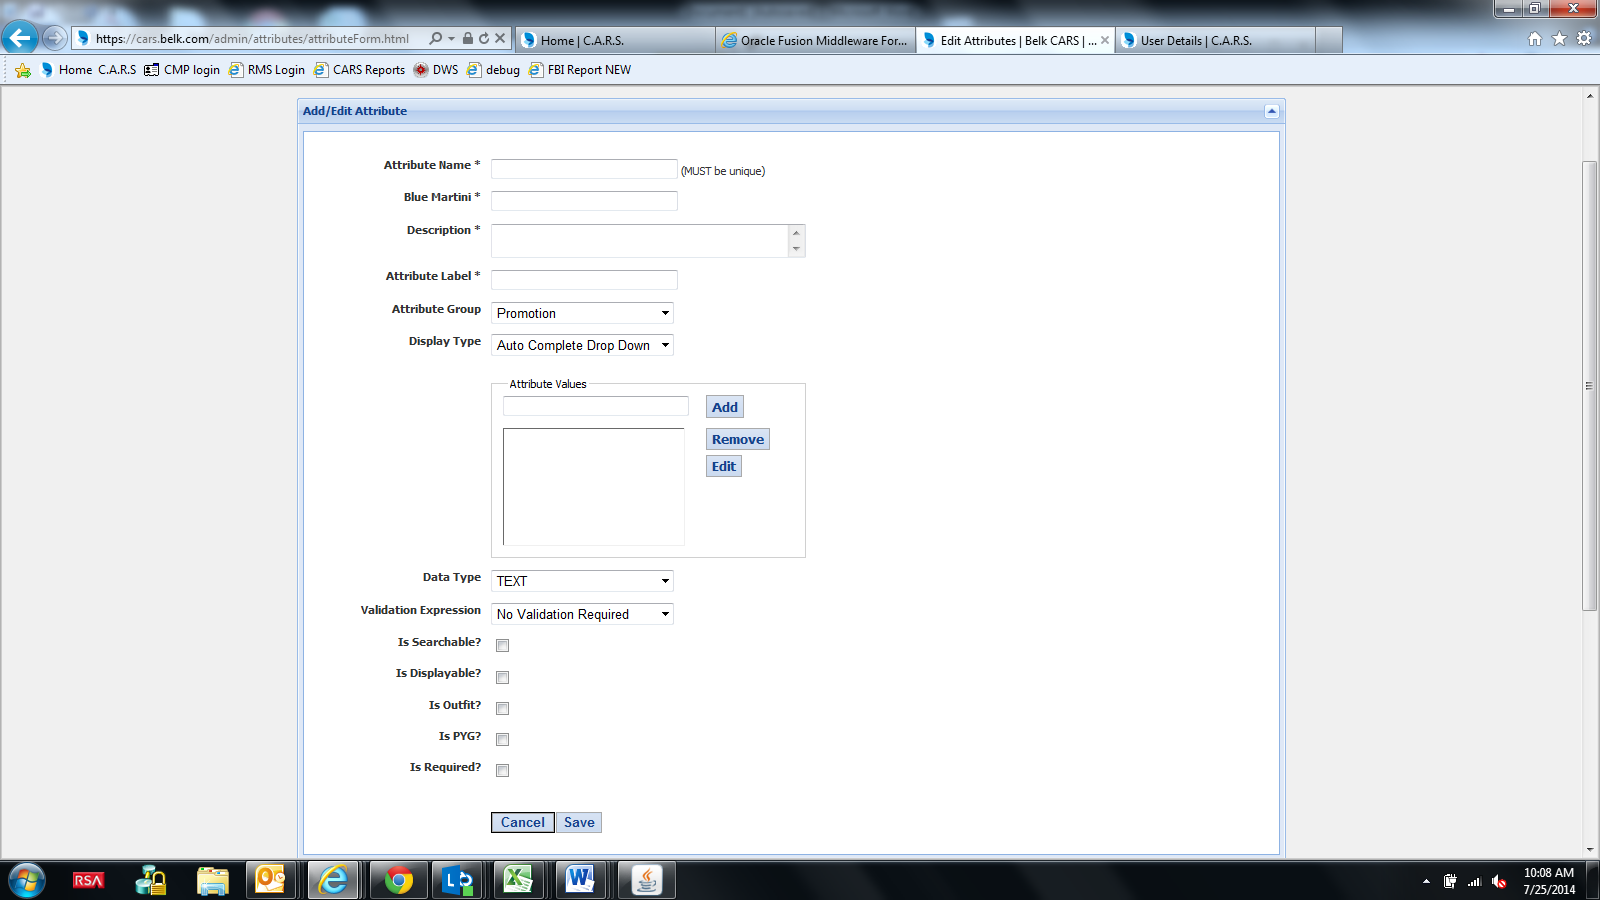 https://cars.belk.com/admin/attributes/attributeForm.html
Home | C.A.R.S.
Oracle Fusion Middleware For...
Edit Attributes | Belk CARS | ...
User Details | C.A.R.S.
Home C.A.R.S
CMP login
RMS Login
CARS Reports
DWS
debug
FBI Report NEW
Add/Edit Attribute
Attribute Name *
(MUST be unique)
Blue Martini *
Description *
Attribute Label *
Attribute Group
Promotion
Display Type
Auto Complete Drop Down
Attribute Values
Add
Remove
Edit
Data Type
TEXT
Validation Expression
No Validation Required
Is Searchable?
Is Displayable?
Is Outfit?
Is PYG?
Is Required?
Cancel
Save
RSA
10:08 AM
7/25/2014